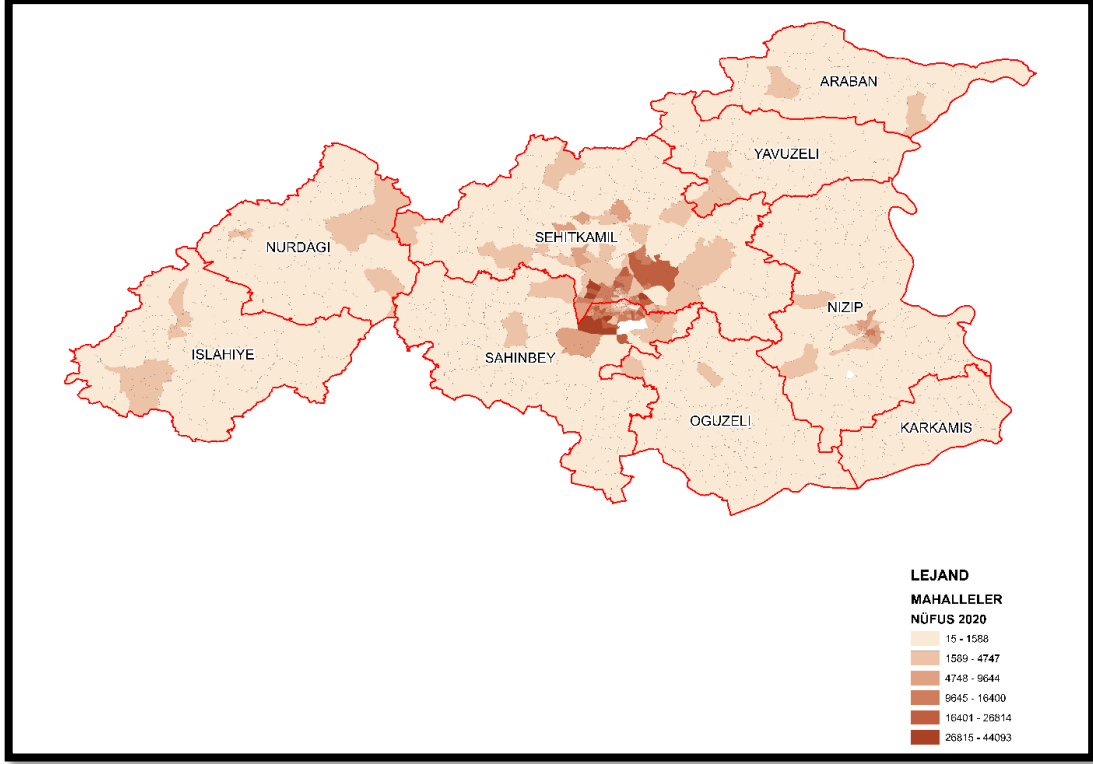 ARABAN
YAVUZELI
SEHITKAMIL
NURDAGI
NIZIP
ISLAHIYE
SAHINBEY
OGUZELI
KARKAMIS
LEJAND
MAHALLELER
NÜFUS 2020
15 - 1588
1589 - 4747
4748 - 9644
9645 - 16400
16401 - 26814
26815 - 44093